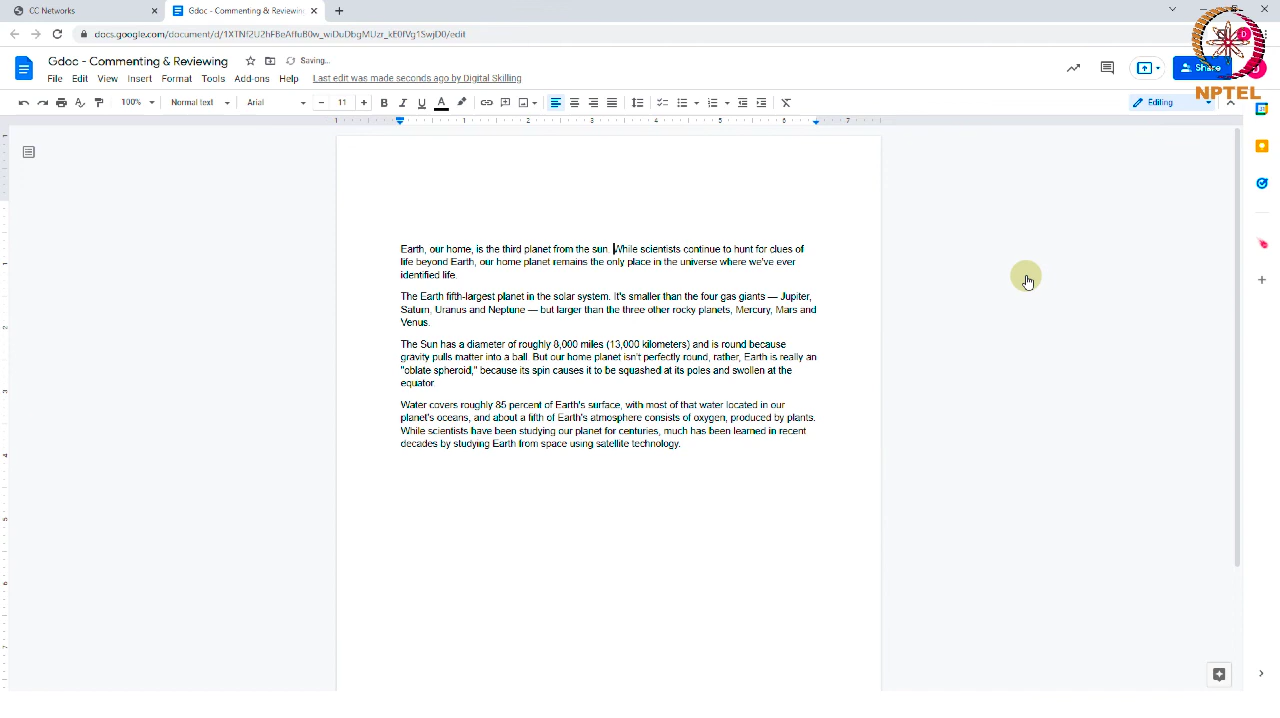 CC Networks
Gdoc - Commenting & Reviewin
docs.google.com/document/d/1XTNf2U2hFBeAffuB0w_wiDuDbgMUzr_kE0fVg1SwjD0/edit
Gdoc - Commenting & Reviewing
Saving...
File Edit View Insert Format Tools Add-ons Help Last edit was made seconds ago by Digital Skilling
Share
NPTEL
100% Normal text Arial 11 Editing
1 1 2 3 4 5 6 7
Earth, our home, is the third planet from the sun. While scientists continue to hunt for clues of
life beyond Earth, our home planet remains the only place in the universe where we've ever
identified life.
The Earth fifth-largest planet in the solar system. It's smaller than the four gas giants — Jupiter,
Saturn, Uranus and Neptune — but larger than the three other rocky planets, Mercury, Mars and
Venus.
The Sun has a diameter of roughly 8,000 miles (13,000 kilometers) and is round because
gravity pulls matter into a ball. But our home planet isn't perfectly round, rather, Earth is really an
"oblate spheroid," because its spin causes it to be squashed at its poles and swollen at the
equator.
Water covers roughly 85 percent of Earth's surface, with most of that water located in our
planet's oceans, and about a fifth of Earth's atmosphere consists of oxygen, produced by plants.
While scientists have been studying our planet for centuries, much has been learned in recent
decades by studying Earth from space using satellite technology.